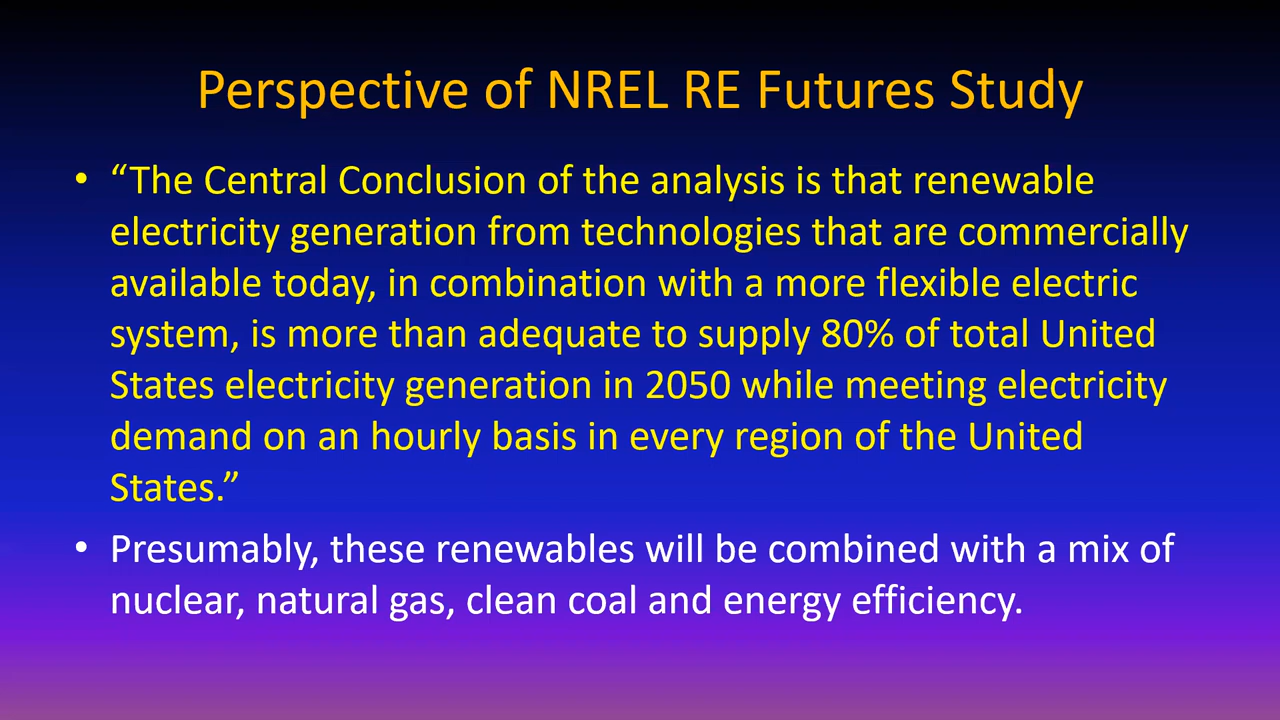 Perspective of NREL RE Futures Study
• “The Central Conclusion of the analysis is that renewable
electricity generation from technologies that are commercially
available today, in combination with a more flexible electric
system, is more than adequate to supply 80% of total United
States electricity generation in 2050 while meeting electricity
demand on an hourly basis in every region of the United
States.”
• Presumably, these renewables will be combined with a mix of
nuclear, natural gas, clean coal and energy efficiency.